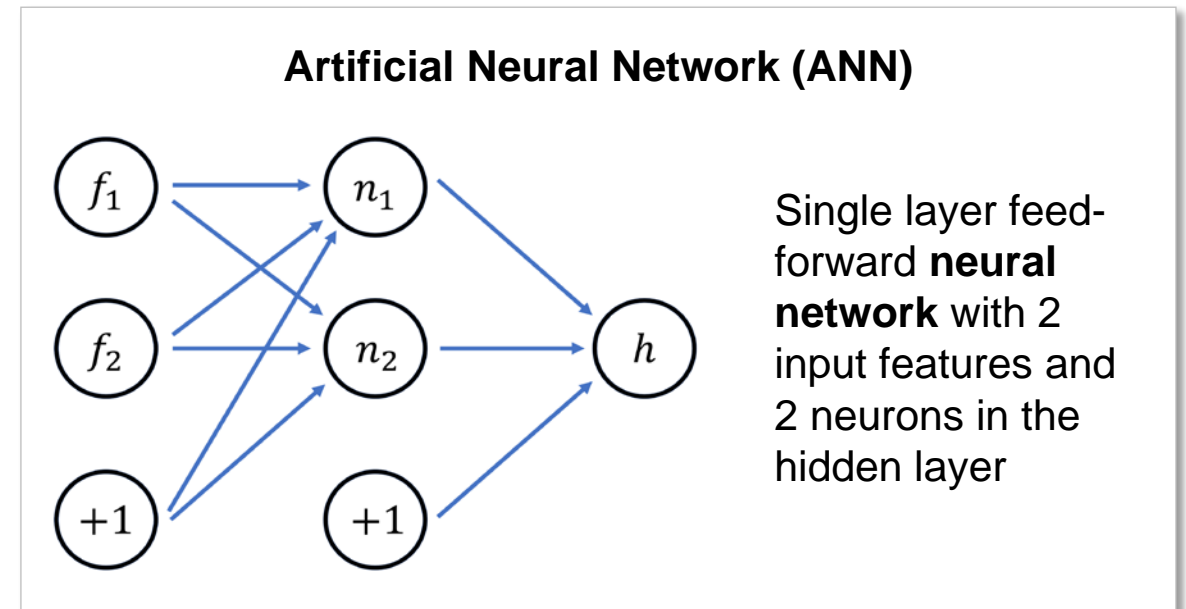 Artificial Neural Network (ANN)
f₁
n₁
Single layer feed-
forward neural
network with 2
input features and
2 neurons in the
hidden layer
f₂
n₂
h
+1
+1